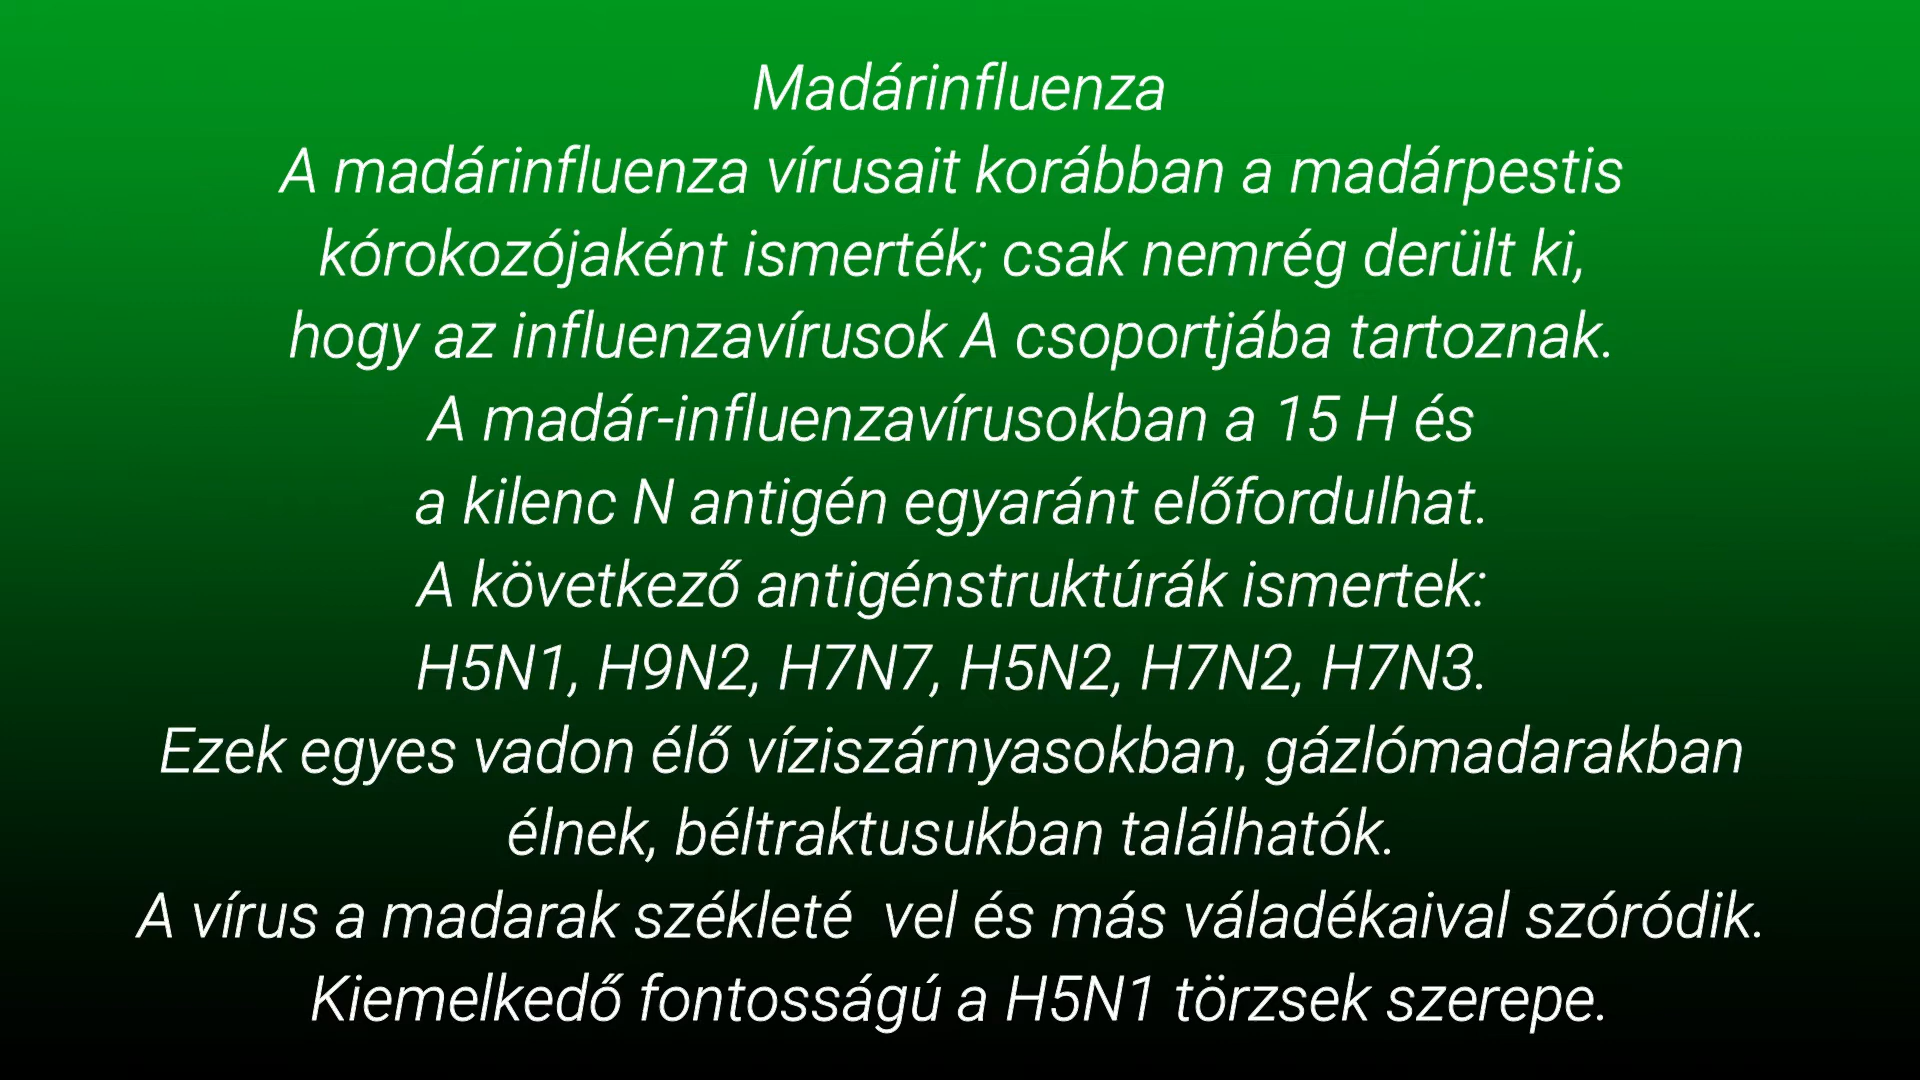 Madárinfluenza
A madárinfluenza vírusait korábban a madárpestis
kórokozójaként ismerték; csak nemrég derült ki,
hogy az influenzavírusok A csoportjába tartoznak.
A madár-influenzavírusokban a 15 H és
a kilenc N antigén egyaránt előfordulhat.
A következő antigénstruktúrák ismertek:
H5N1, H9N2, H7N7, H5N2, H7N2, H7N3.
Ezek egyes vadon élő víziszárnyasokban, gázlómadarakban
élnek, béltraktusukban találhatók.
A vírus a madarak székleté  vel és más váladékaival szóródik.
Kiemelkedő fontosságú a H5N1 törzsek szerepe.